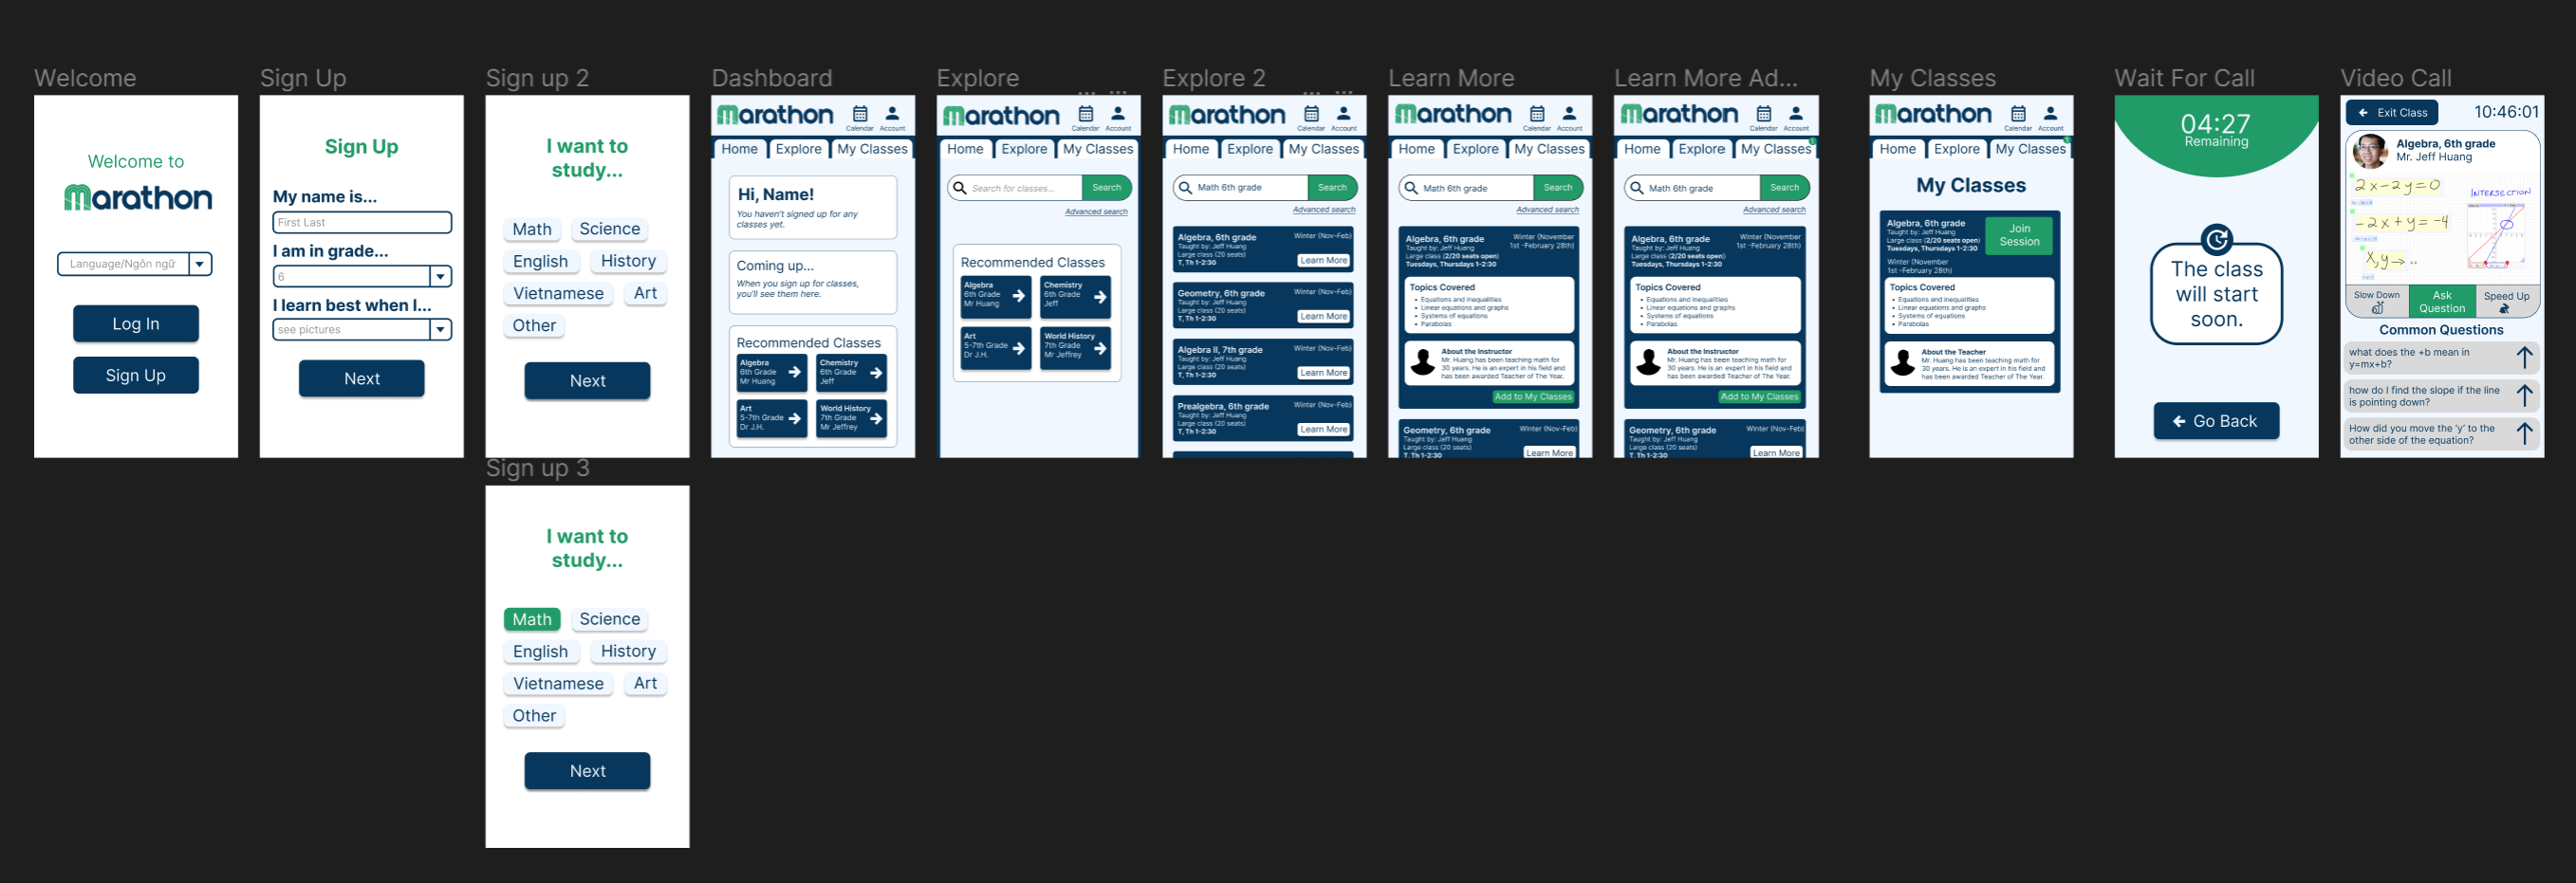 Welcome
Welcome to
marathon
Language/Ngôn ngữ
Log In
Sign Up
Sign Up
Sign Up
My name is...
First Last
I am in grade...
6
I learn best when I...
see pictures
Next
Sign up 2
I want to
study...
Math
Science
English
History
Vietnamese
Art
Other
Next
Sign up 3
I want to
study...
Math
Science
English
History
Vietnamese
Art
Other
Next
Dashboard
marathon
Calendar
Account
Home
Explore
My Classes
Hi, Name!
You haven't signed up for any
classes yet.
Coming up...
When you sign up for classes,
you'll see them here.
Recommended Classes
Algebra
6th Grade
Mr Huang
Chemistry
6th Grade
Jeff
Art
5-7th Grade
Dr J.H.
World History
7th Grade
Mr Jeffrey
Explore
marathon
Calendar
Account
Home
Explore
My Classes
Search for classes...
Search
Advanced search
Recommended Classes
Algebra
6th Grade
Mr Huang
Chemistry
6th Grade
Jeff
Art
5-7th Grade
Dr J.H.
World History
7th Grade
Mr Jeffrey
Explore 2
marathon
Calendar
Account
Home
Explore
My Classes
Math 6th grade
Search
Advanced search
Algebra, 6th grade
Winter (Nov-Feb)
Taught by: Jeff Huang
Large class (20 seats)
T, Th 1-2:30
Learn More
Geometry, 6th grade
Winter (Nov-Feb)
Taught by: Jeff Huang
Large class (20 seats)
T, Th 1-2:30
Learn More
Algebra II, 7th grade
Winter (Nov-Feb)
Taught by: Jeff Huang
Large class (20 seats)
T, Th 1-2:30
Learn More
Prealgebra, 6th grade
Winter (Nov-Feb)
Taught by: Jeff Huang
Large class (20 seats)
T, Th 1-2:30
Learn More
Learn More
marathon
Calendar
Account
Home
Explore
My Classes
Math 6th grade
Search
Advanced search
Algebra, 6th grade
Taught by: Jeff Huang
Large class (2/20 seats open)
Tuesdays, Thursdays 1-2:30
Winter (November
1st -February 28th)
Topics Covered
• Equations and inequalities
• Linear equations and graphs
• Systems of equations
• Parabolas
About the Instructor
Mr. Huang has been teaching math for
30 years. He is an expert in his field and
has been awarded Teacher of The Year.
Add to My Classes
Geometry, 6th grade
Winter (Nov-Feb)
Taught by: Jeff Huang
Large class (20 seats)
T, Th 1-2:30
Learn More
Learn More Ad...
marathon
Calendar
Account
Home
Explore
My Classes
Math 6th grade
Search
Advanced search
Algebra, 6th grade
Taught by: Jeff Huang
Large class (2/20 seats open)
Tuesdays, Thursdays 1-2:30
Winter (November
1st -February 28th)
Topics Covered
• Equations and inequalities
• Linear equations and graphs
• Systems of equations
• Parabolas
About the Instructor
Mr. Huang has been teaching math for
30 years. He is an expert in his field and
has been awarded Teacher of The Year.
Add to My Classes
Geometry, 6th grade
Winter (Nov-Feb)
Taught by: Jeff Huang
Large class (20 seats)
T, Th 1-2:30
Learn More
My Classes
marathon
Calendar
Account
Home
Explore
My Classes
My Classes
Algebra, 6th grade
Taught by: Jeff Huang
Large class (2/20 seats open)
Tuesdays, Thursdays 1-2:30
Winter (November
1st -February 28th)
Join
Session
Topics Covered
• Equations and inequalities
• Linear equations and graphs
• Systems of equations
• Parabolas
About the Teacher
Mr. Huang has been teaching math for
30 years. He is an expert in his field and
has been awarded Teacher of The Year.
Wait For Call
04:27
Remaining
The class
will start
soon.
Go Back
Video Call
Exit Class
10:46:01
Algebra, 6th grade
Mr. Jeff Huang
2x-2y=0
INTERSECTION
-2x+y=-4
x,y→
Slow Down
Ask
Question
Speed Up
Common Questions
what does the +b mean in
y=mx+b?
how do I find the slope if the line
is pointing down?
How did you move the 'y' to the
other side of the equation?